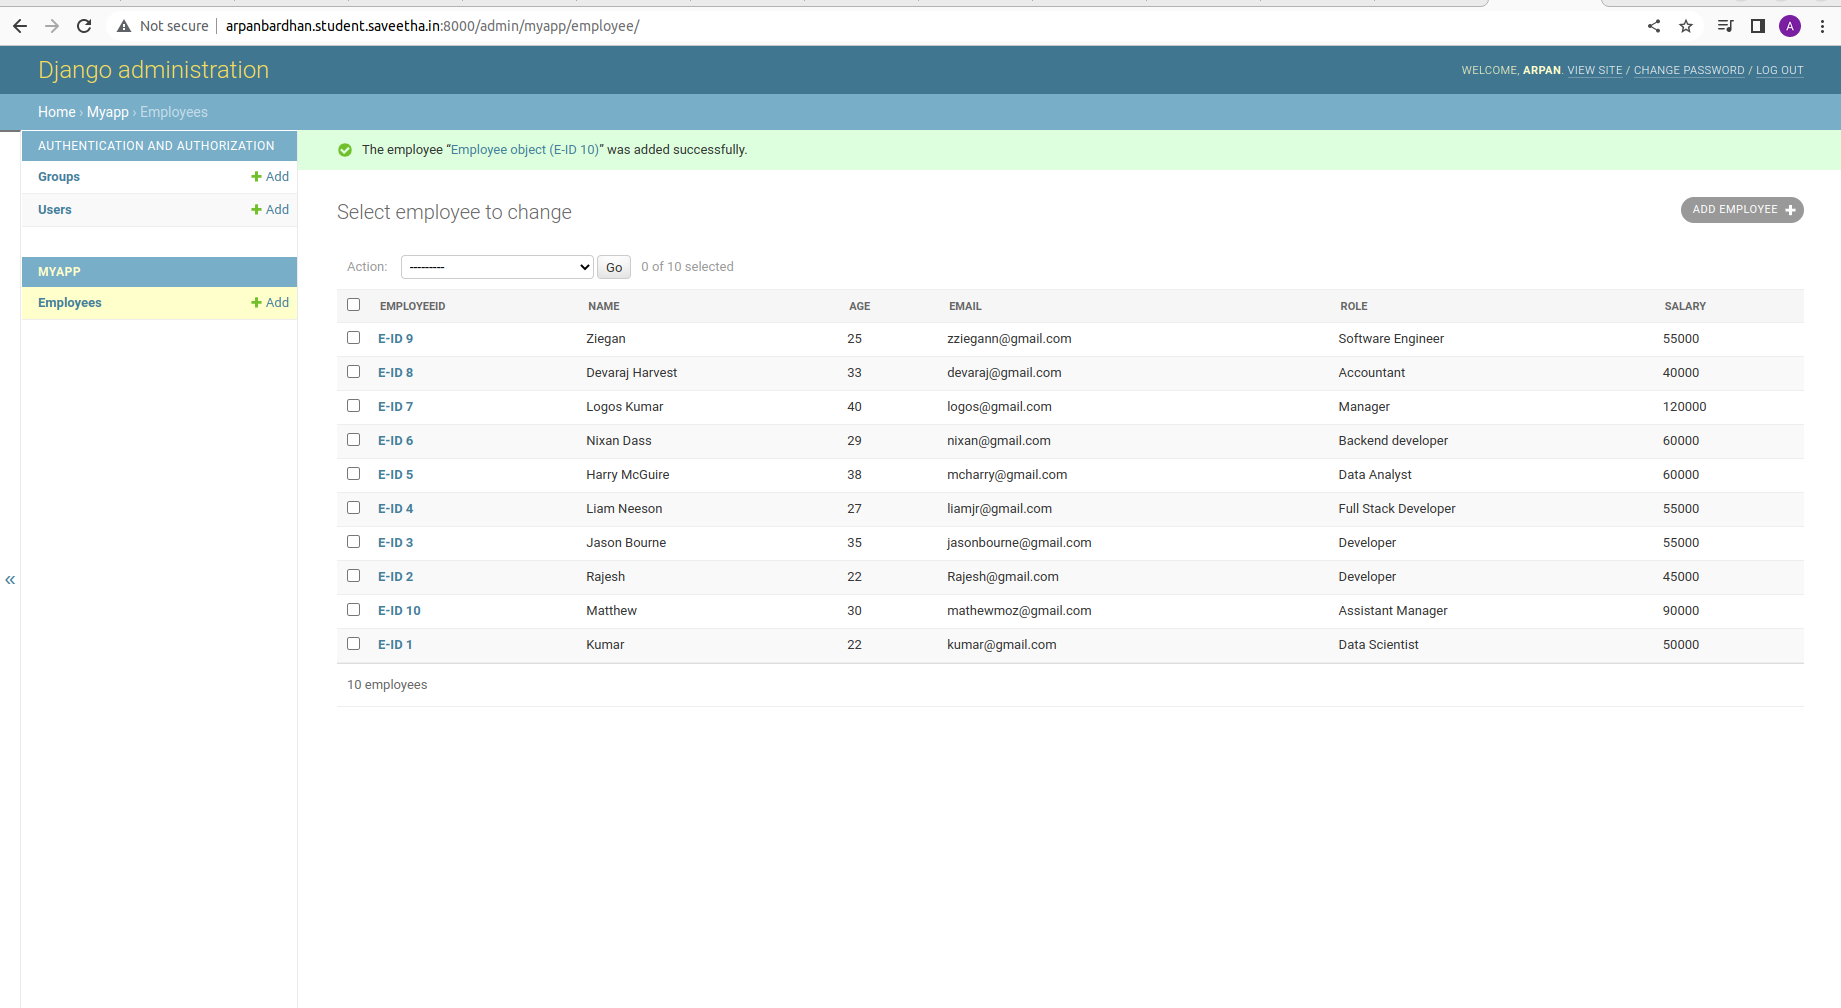 Not secure arpanbardhan.student.saveetha.in:8000/admin/myapp/employee/ A
Django administration WELCOME, ARPAN. VIEW SITE / CHANGE PASSWORD / LOG OUT
Home › Myapp › Employees
AUTHENTICATION AND AUTHORIZATION
Groups + Add
Users + Add
MYAPP
Employees + Add
«
The employee “Employee object (E-ID 10)” was added successfully.
Select employee to change
ADD EMPLOYEE +
Action: --------- Go 0 of 10 selected
EMPLOYEEID NAME AGE EMAIL ROLE SALARY
E-ID 9 Ziegan 25 zziegann@gmail.com Software Engineer 55000
E-ID 8 Devaraj Harvest 33 devaraj@gmail.com Accountant 40000
E-ID 7 Logos Kumar 40 logos@gmail.com Manager 120000
E-ID 6 Nixan Dass 29 nixan@gmail.com Backend developer 60000
E-ID 5 Harry McGuire 38 mcharry@gmail.com Data Analyst 60000
E-ID 4 Liam Neeson 27 liamjr@gmail.com Full Stack Developer 55000
E-ID 3 Jason Bourne 35 jasonbourne@gmail.com Developer 55000
E-ID 2 Rajesh 22 Rajesh@gmail.com Developer 45000
E-ID 10 Matthew 30 mathewmoz@gmail.com Assistant Manager 90000
E-ID 1 Kumar 22 kumar@gmail.com Data Scientist 50000
10 employees